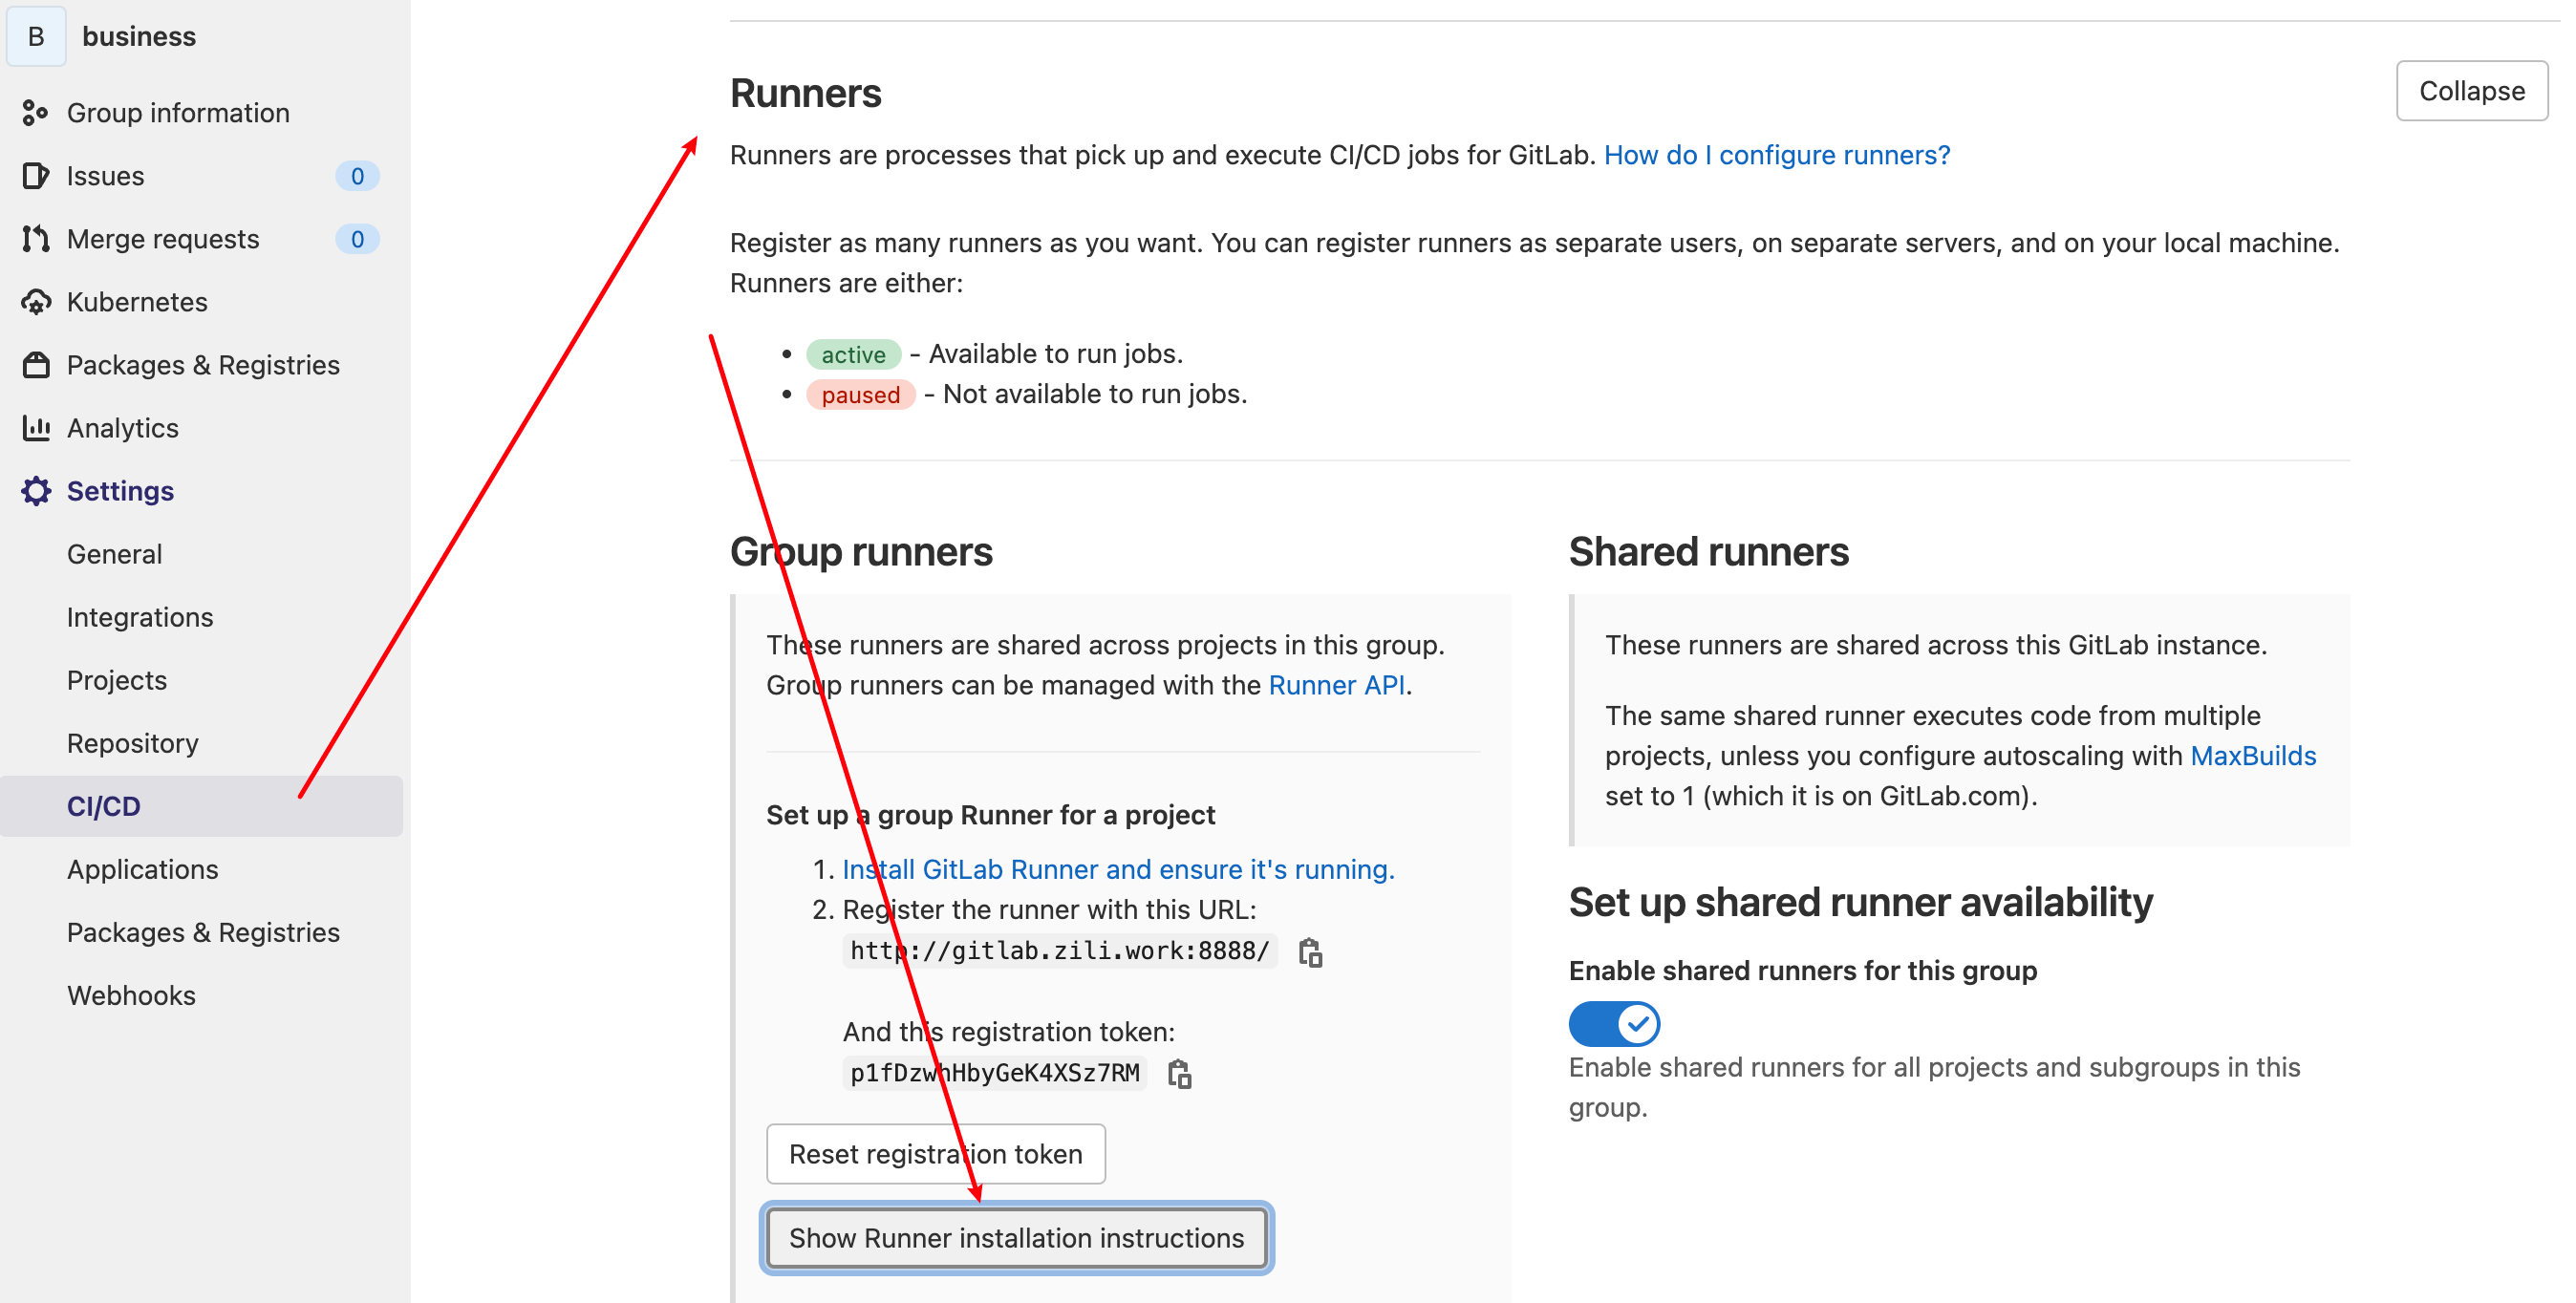 B business
Group information
Issues 0
Merge requests 0
Kubernetes
Packages & Registries
Analytics
Settings
General
Integrations
Projects
Repository
CI/CD
Applications
Packages & Registries
Webhooks
Runners
Collapse
Runners are processes that pick up and execute CI/CD jobs for GitLab. How do I configure runners?
Register as many runners as you want. You can register runners as separate users, on separate servers, and on your local machine.
Runners are either:
• active - Available to run jobs.
• paused - Not available to run jobs.
Group runners
These runners are shared across projects in this group.
Group runners can be managed with the Runner API.
Set up a group Runner for a project
1. Install GitLab Runner and ensure it's running.
2. Register the runner with this URL:
http://gitlab.zili.work:8888/
And this registration token:
p1fDzwhHbyGeK4XSz7RM
Reset registration token
Show Runner installation instructions
Shared runners
These runners are shared across this GitLab instance.
The same shared runner executes code from multiple
projects, unless you configure autoscaling with MaxBuilds
set to 1 (which it is on GitLab.com).
Set up shared runner availability
Enable shared runners for this group
Enable shared runners for all projects and subgroups in this
group.